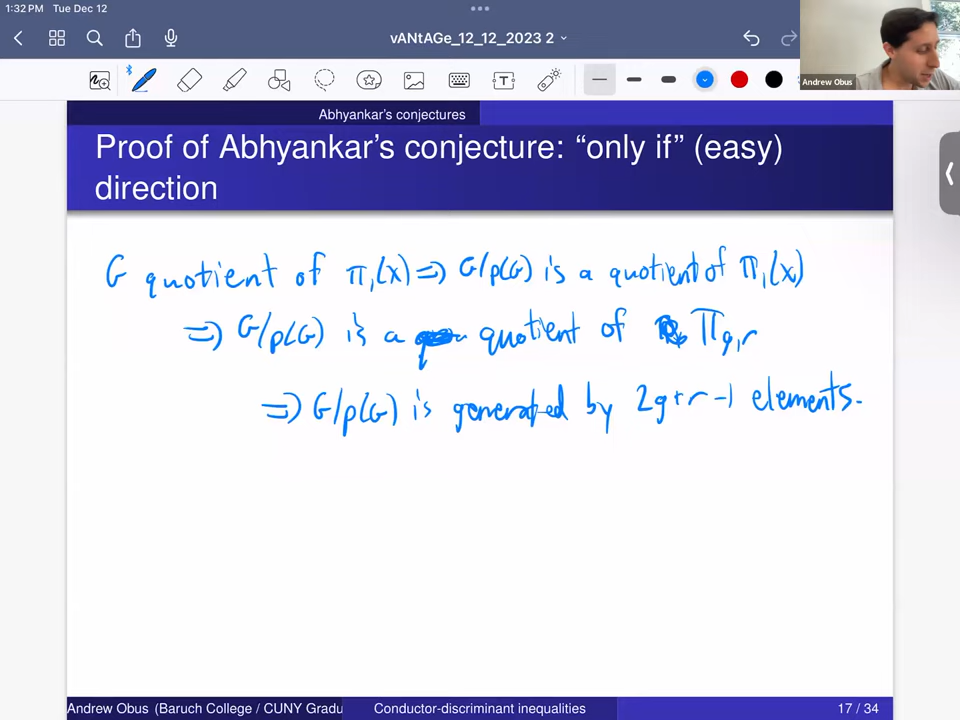 1:32 PM Tue Dec 12
vANtAGe_12_12_2023 2
Andrew Obus
Abhyankar's conjectures
Proof of Abhyankar's conjecture: “only if” (easy)
direction
G quotient of π₁(X) ⇒ G/p(G) is a quotient of π₁(X)
⇒ G/p(G) is a quotient of Π_{g,r}
⇒ G/p(G) is generated by 2g+r-1 elements.
Andrew Obus (Baruch College / CUNY Gradu
Conductor-discriminant inequalities
17 / 34